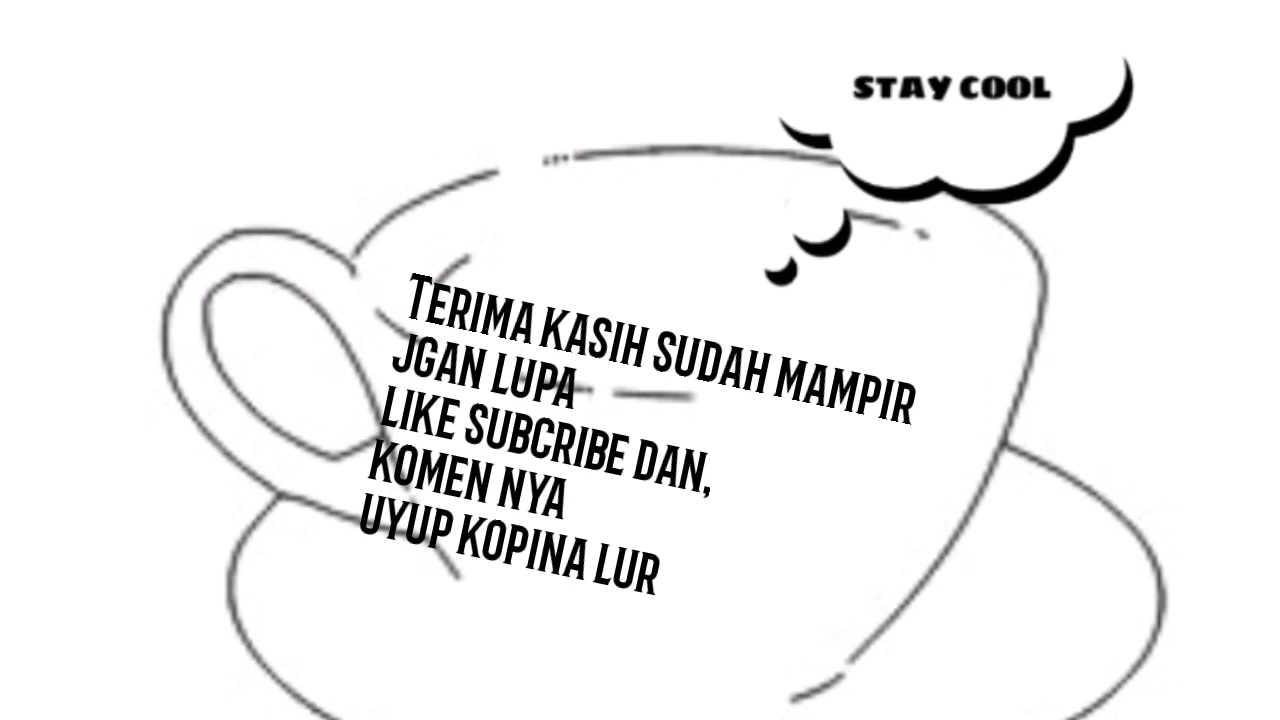 STAY COOL
TERIMA KASIH SUDAH MAMPIR
JGAN LUPA
LIKE SUBCRIBE DAN,
KOMEN NYA
UYUP KOPINA LUR